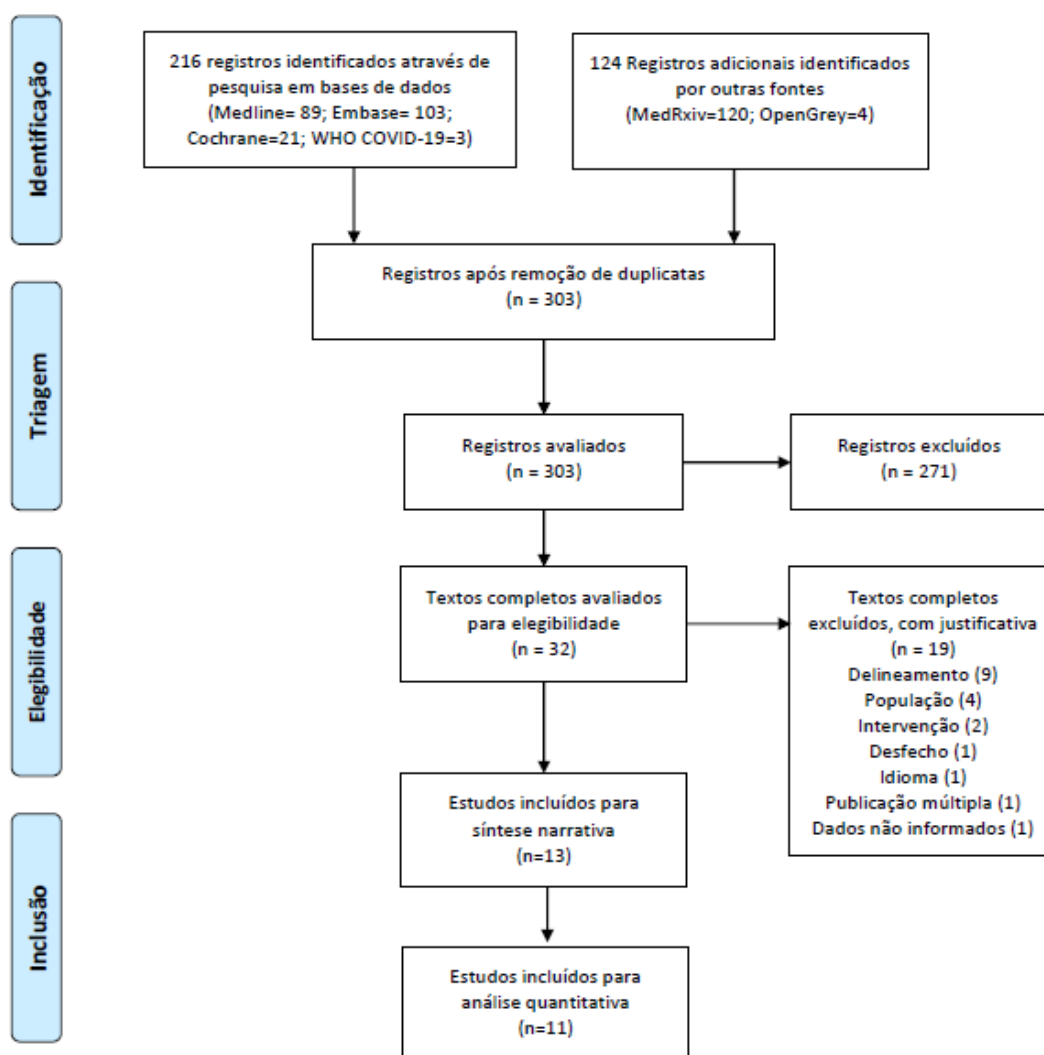 Identificação
216 registros identificados através de
pesquisa em bases de dados
(Medline= 89; Embase= 103;
Cochrane=21; WHO COVID-19=3)
124 Registros adicionais identificados
por outras fontes
(MedRxiv=120; OpenGrey=4)
Registros após remoção de duplicatas
(n = 303)
Triagem
Registros avaliados
(n = 303)
Registros excluídos
(n = 271)
Elegibilidade
Textos completos avaliados
para elegibilidade
(n = 32)
Textos completos
excluídos, com justificativa
(n = 19)
Delineamento (9)
População (4)
Intervenção (2)
Desfecho (1)
Idioma (1)
Publicação múltipla (1)
Dados não informados (1)
Inclusão
Estudos incluídos para
síntese narrativa
(n=13)
Estudos incluídos para
análise quantitativa
(n=11)